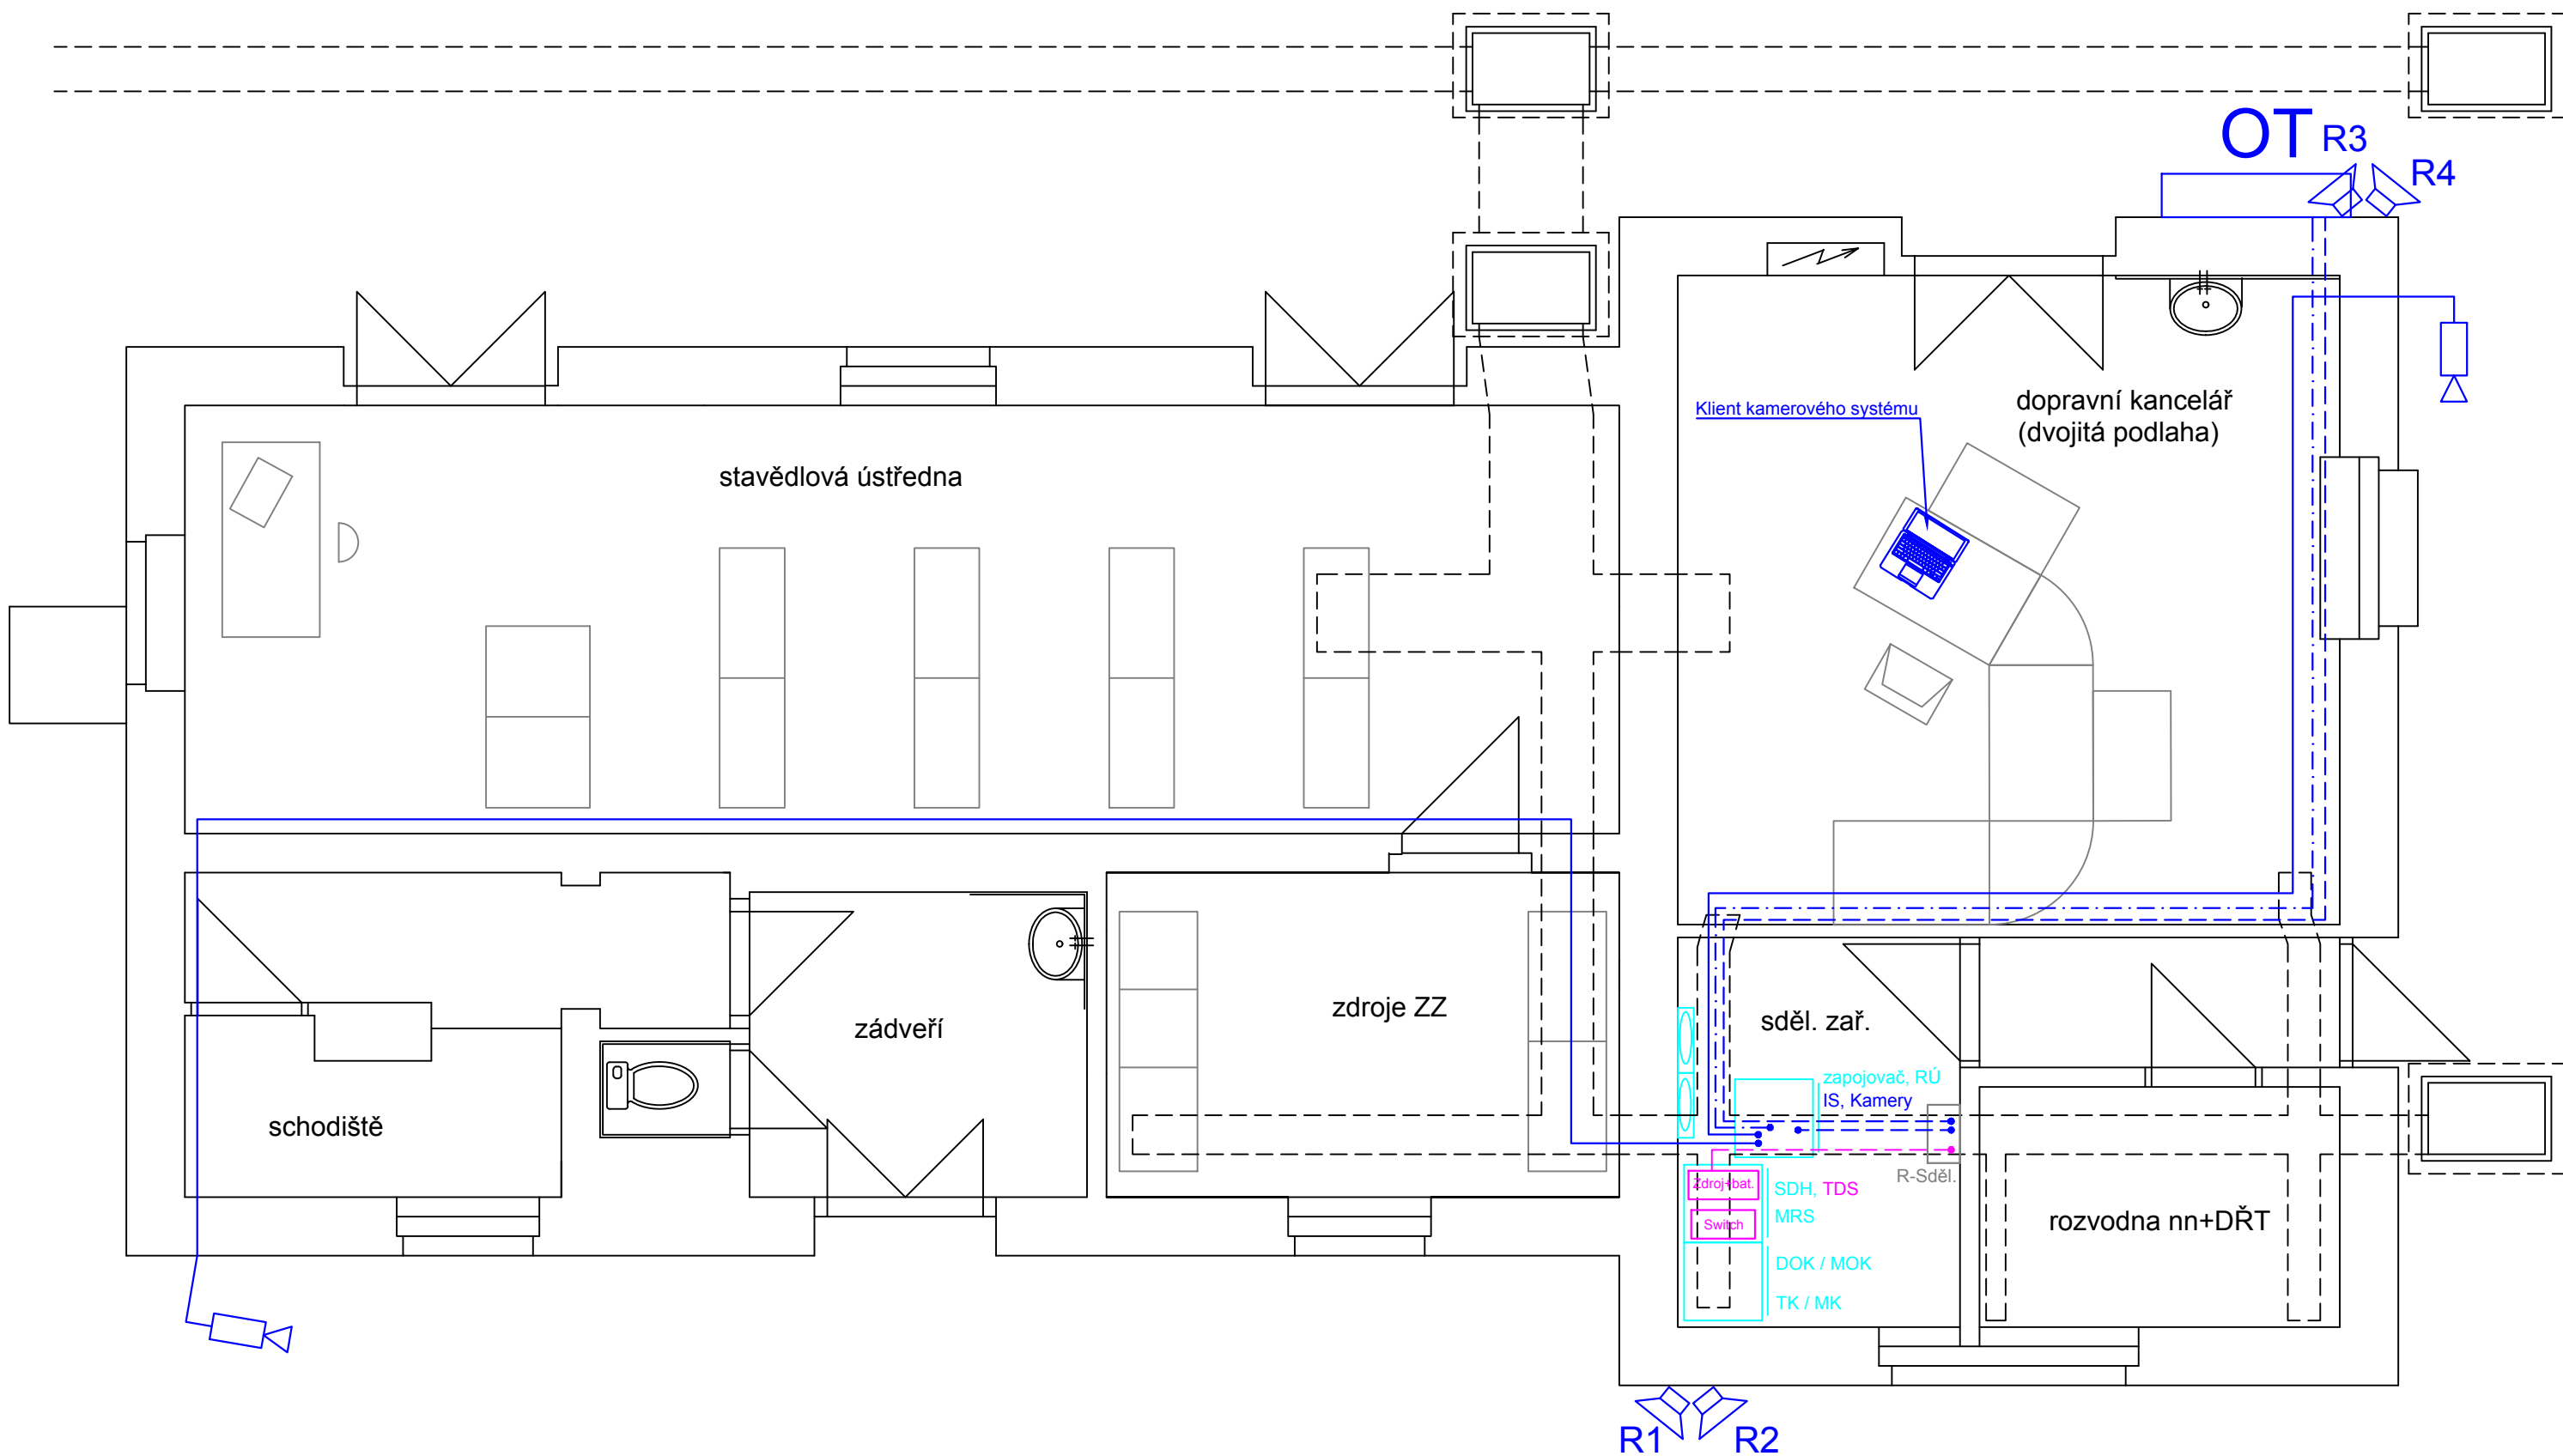 OT
R3
R4
Klient kamerového systému
dopravní kancelář
(dvojitá podlaha)
stavědlová ústředna
zdroje ZZ
zádveří
schodiště
sděl. zař.
zapojovač, RÚ
IS, Kamery
R-Sděl.
Zdroj+bat.
SDH, TDS
Switch
MRS
DOK / MOK
TK / MK
rozvodna nn+DŘT
R1
R2